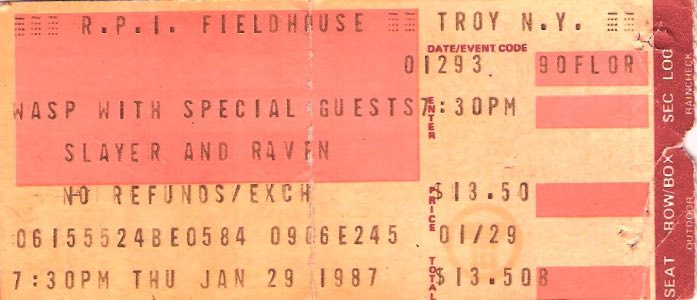 R.P.I. FIELDHOUSE TROY N.Y.
DATE/EVENT CODE
01293 90FLOR
WASP WITH SPECIAL GUESTS 7:30PM
ENTER
SLAYER AND RAVEN
NO REFUNDS/EXCH $13.50
PRICE
06155524BE0584 0906E245 01/29
7:30PM THU JAN 29 1987 $13.50B
TOTAL
SEAT ROW/BOX SEC LOC
OUTDOOR RAINCHECK